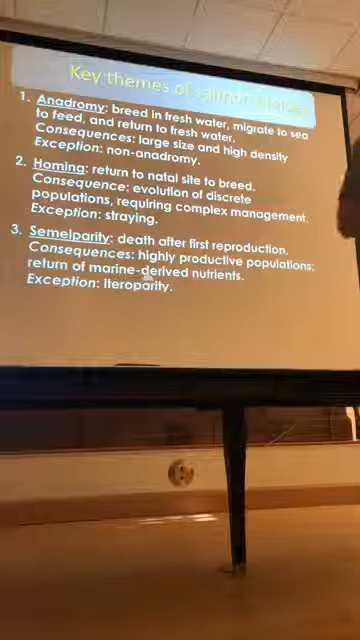 Key themes of salmon
1. Anadromy: breed in fresh water, migrate to sea
to feed, and return to fresh water.
Consequences: large size and high density
Exception: non-anadromy.
2. Homing: return to natal site to breed.
Consequence: evolution of discrete
populations, requiring complex management.
Exception: straying.
3. Semelparity: death after first reproduction.
Consequences: highly productive populations;
return of marine-derived nutrients.
Exception: Iteroparity.